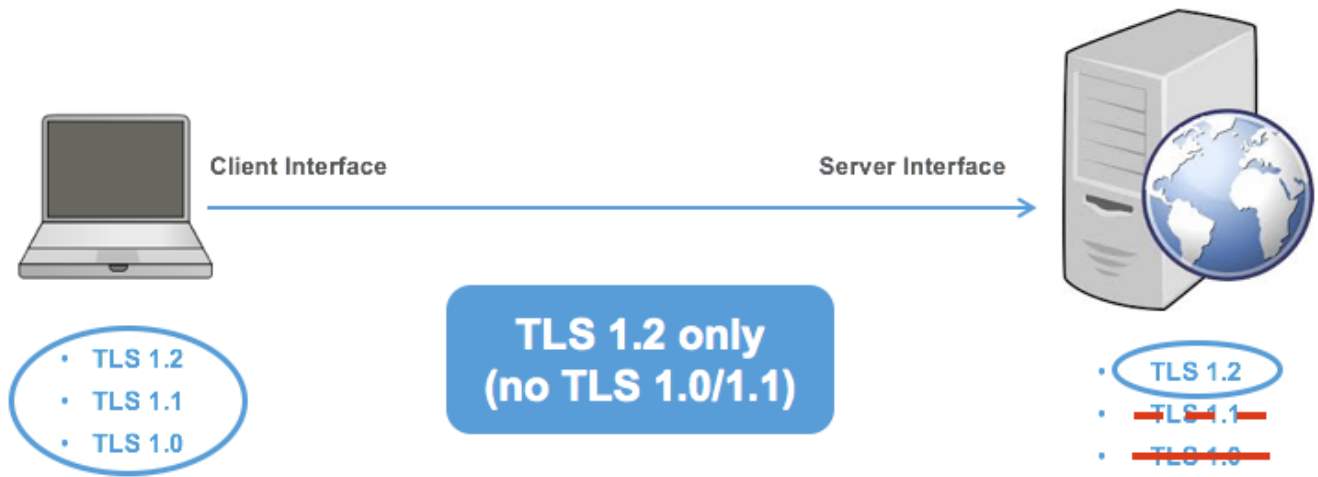 Client Interface
Server Interface
TLS 1.2 only
(no TLS 1.0/1.1)
• TLS 1.2
• TLS 1.1
• TLS 1.0
• TLS 1.2
• TLS 1.1
• TLS 1.0